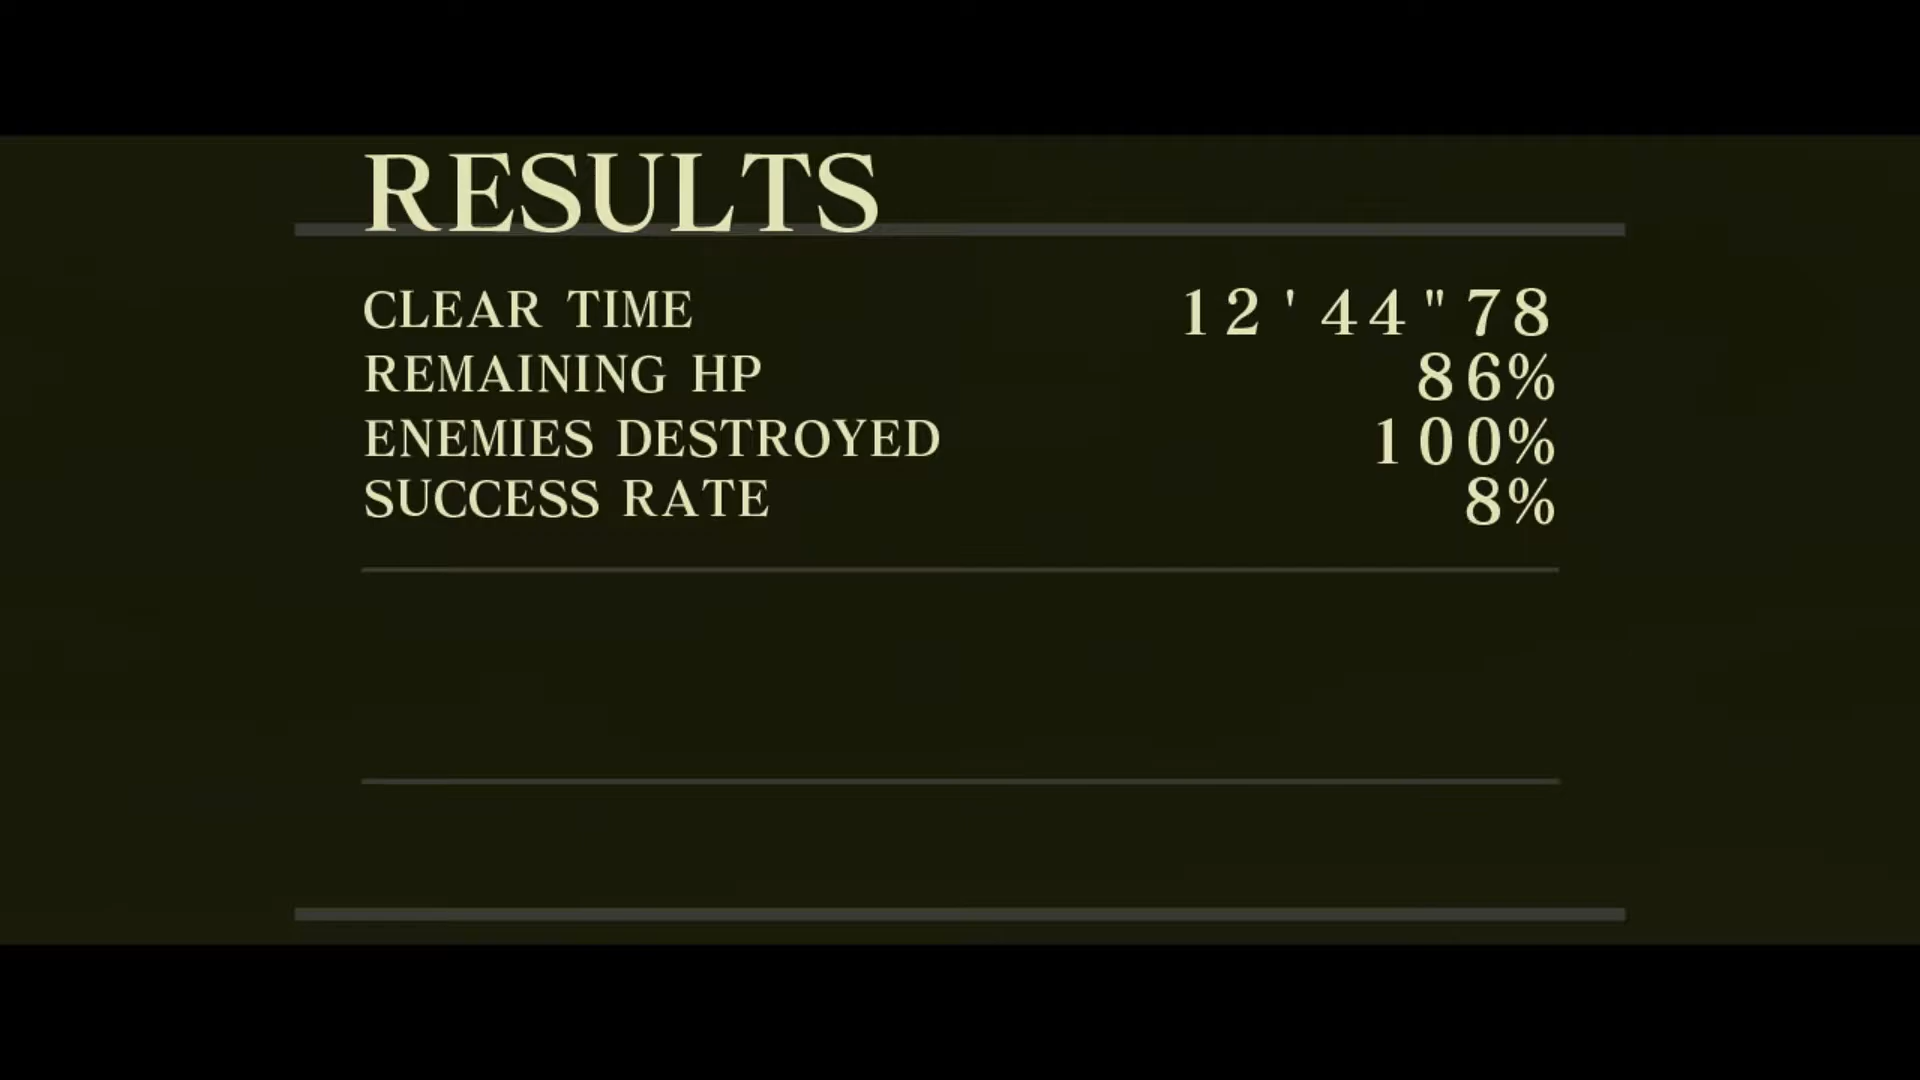 RESULTS
CLEAR TIME 12'44"78
REMAINING HP 86%
ENEMIES DESTROYED 100%
SUCCESS RATE 8%